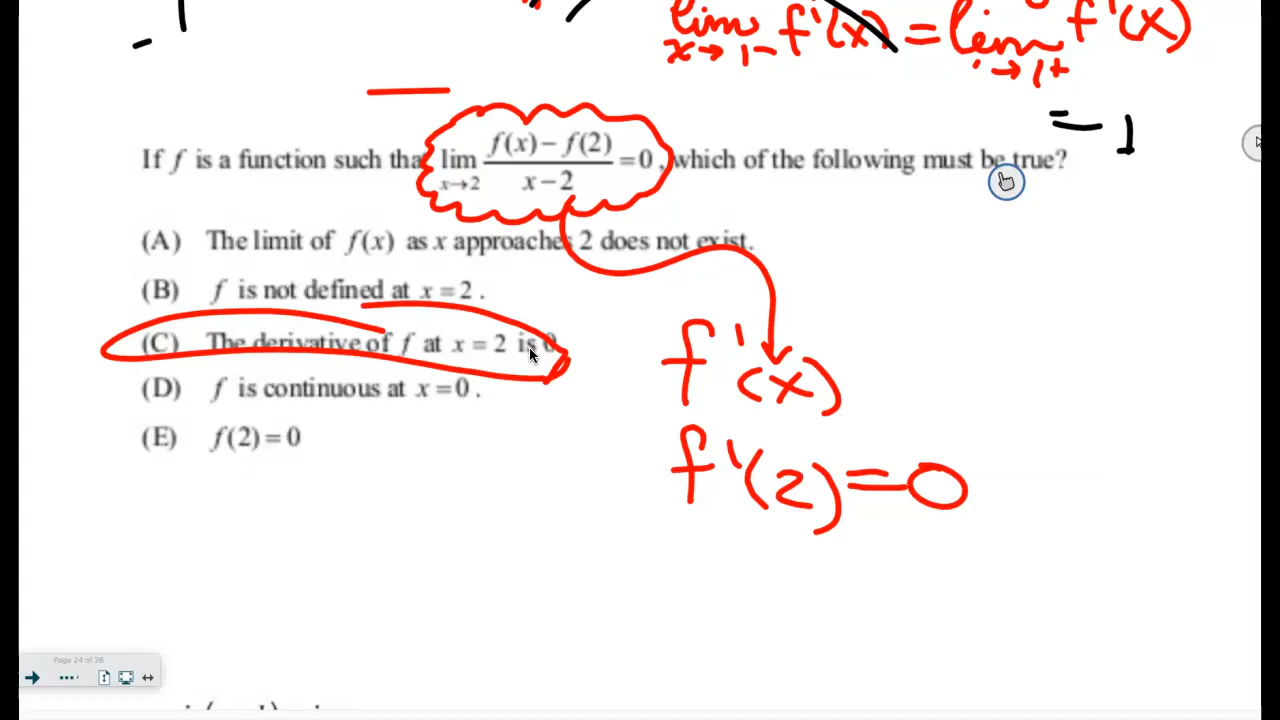 lim f'(x) = lim f'(x)
x→1- →1+
= 1
If f is a function such tha lim x→2 f(x) − f(2) / x − 2 = 0, which of the following must be true?
(A) The limit of f(x) as x approaches 2 does not exist.
(B) f is not defined at x = 2.
(C) The derivative of f at x = 2 is 0
(D) f is continuous at x = 0.
(E) f(2) = 0
f'(x)
f'(2) = 0
Page 24 of 26